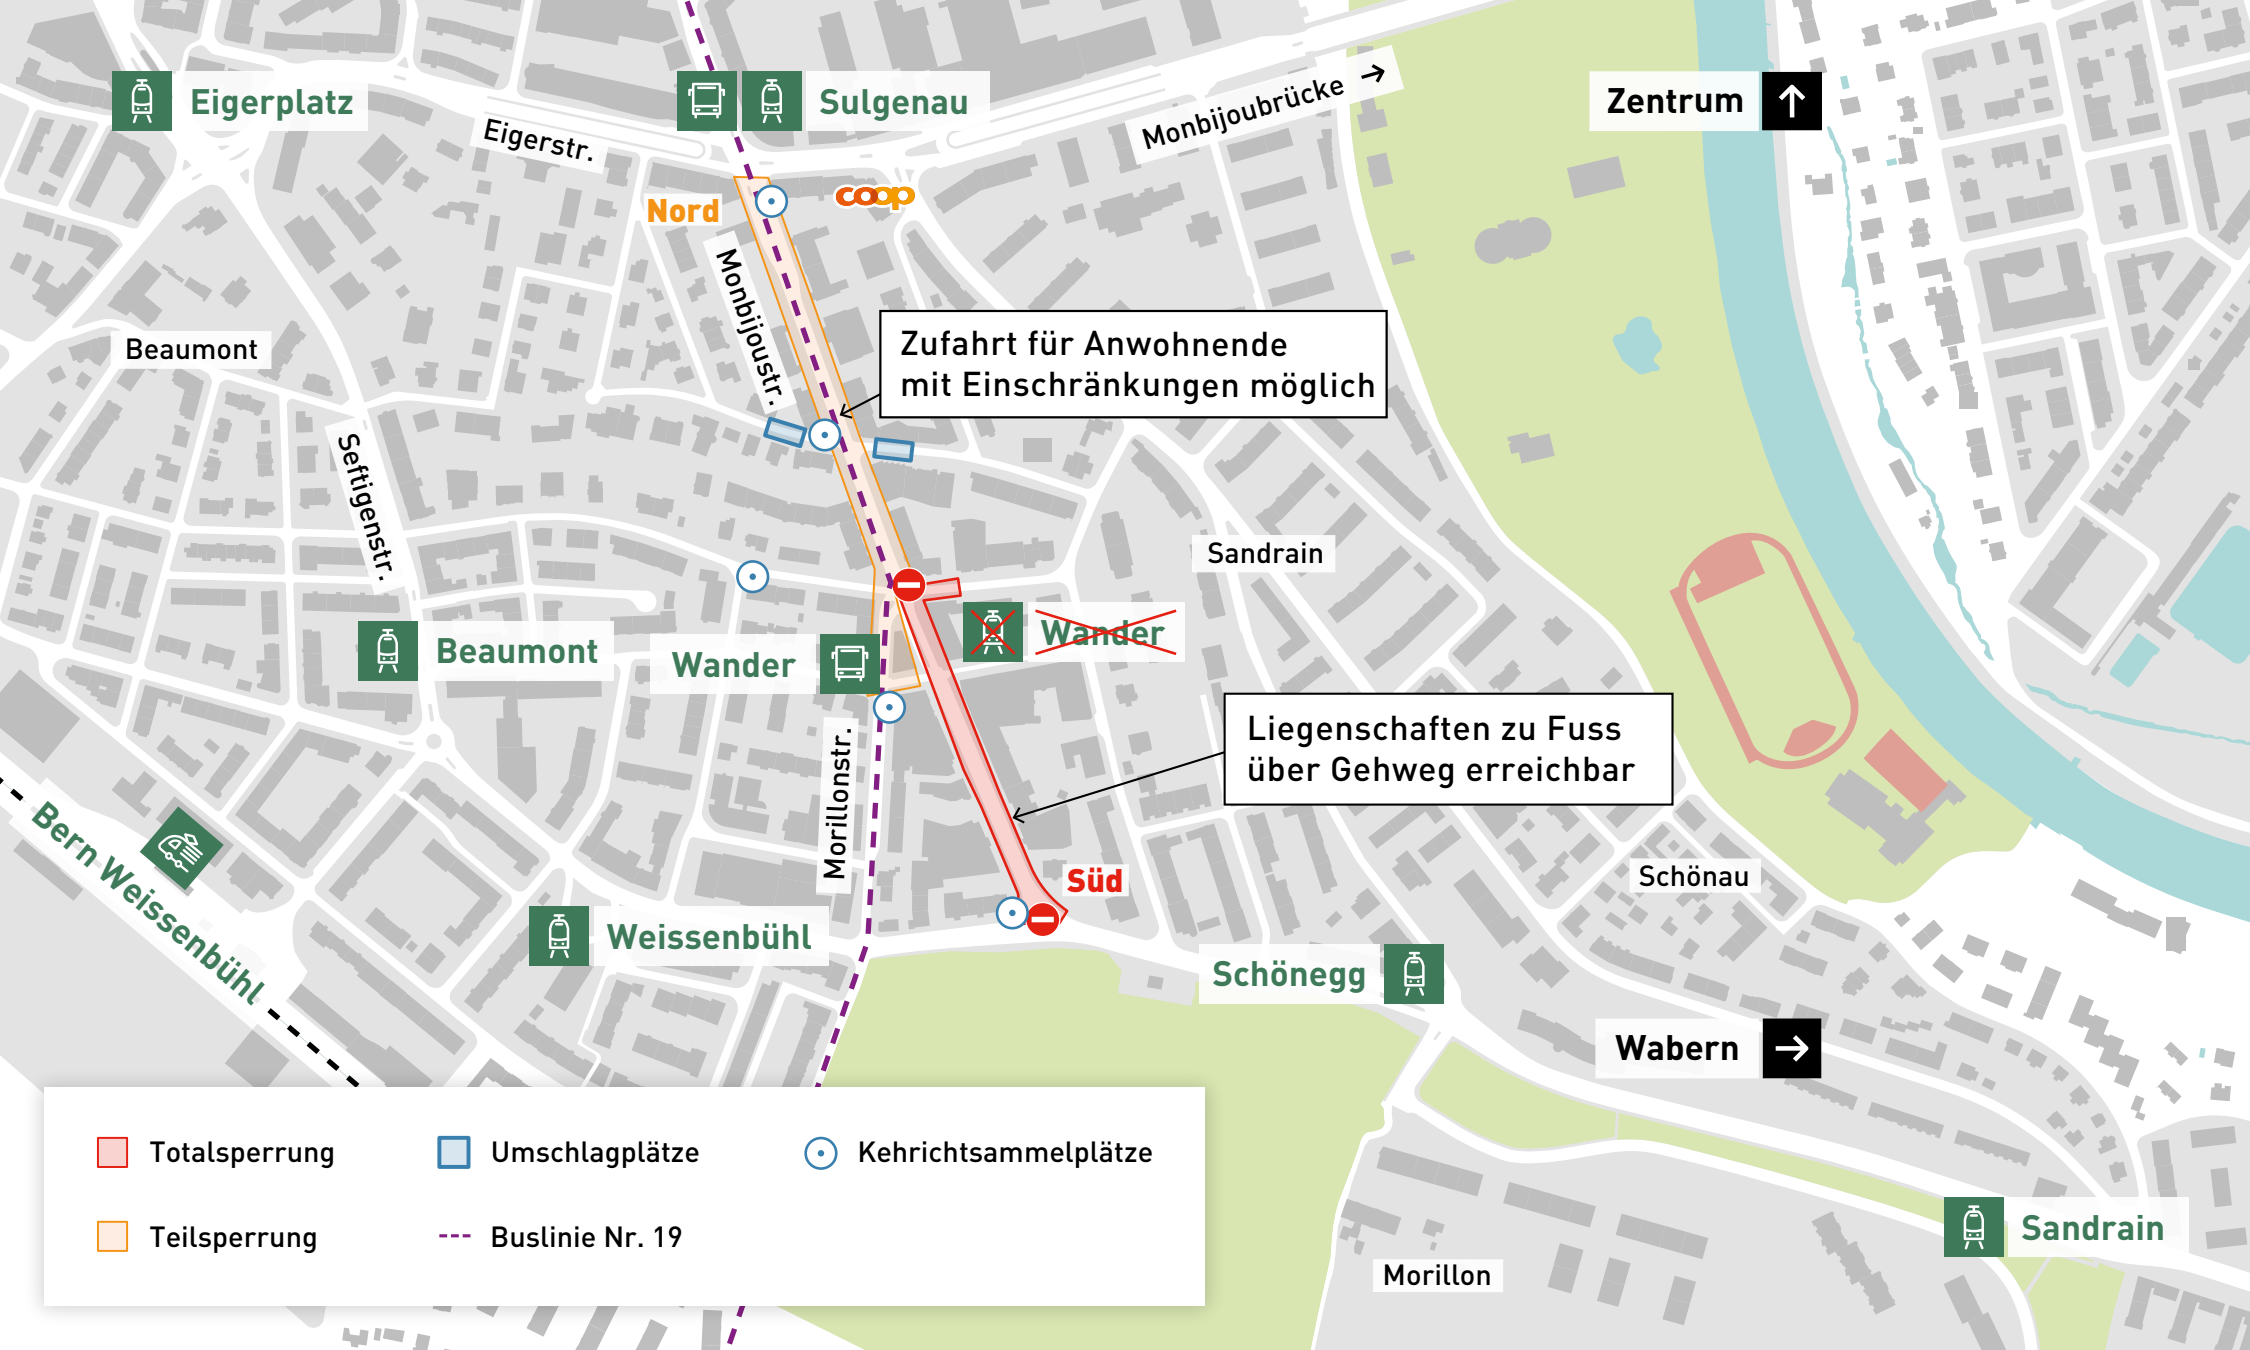 Eigerplatz
Sulgenau
Zentrum
Monbijoubrücke
Eigerstr.
coop
Nord
Monbijoustr.
Beaumont
Zufahrt für Anwohnende
mit Einschränkungen möglich
Seftigenstr.
Sandrain
Wander
Beaumont
Wander
Liegenschaften zu Fuss
über Gehweg erreichbar
Morillonstr.
Bern Weissenbühl
Süd
Schönau
Weissenbühl
Schönegg
Wabern
Totalsperrung
Umschlagplätze
Kehrichtsammelplätze
Teilsperrung
Buslinie Nr. 19
Sandrain
Morillon